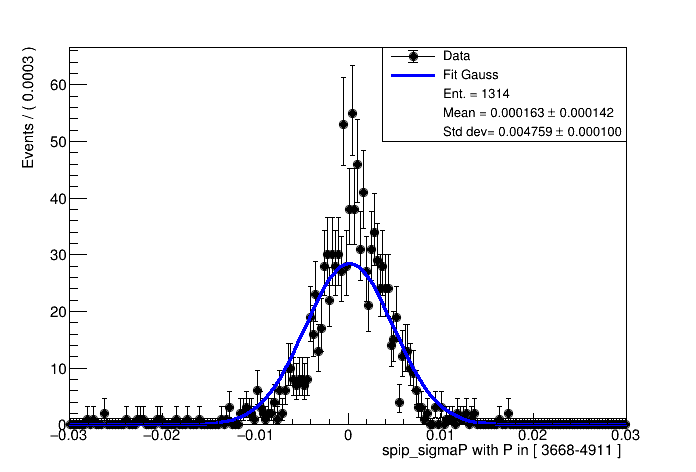 Events / ( 0.0003 )
60
50
40
30
20
10
0
Data
Fit Gauss
Ent. = 1314
Mean = 0.000163 ± 0.000142
Std dev= 0.004759 ± 0.000100
−0.03 −0.02 −0.01 0 0.01 0.02 0.03
spip_sigmaP with P in [ 3668-4911 ]